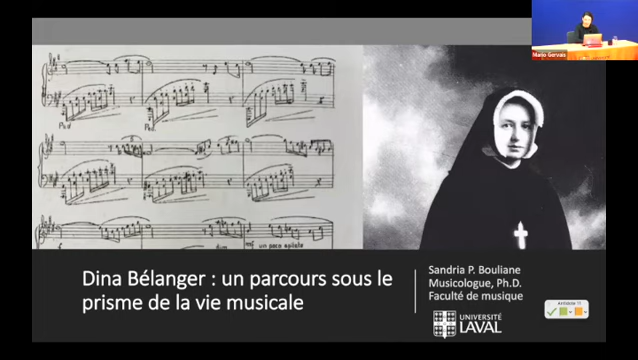 Mario Gervais
un poco agitato
Dina Bélanger : un parcours sous le
prisme de la vie musicale
Sandria P. Bouliane
Musicologue, Ph.D.
Faculté de musique
UNIVERSITÉ
LAVAL